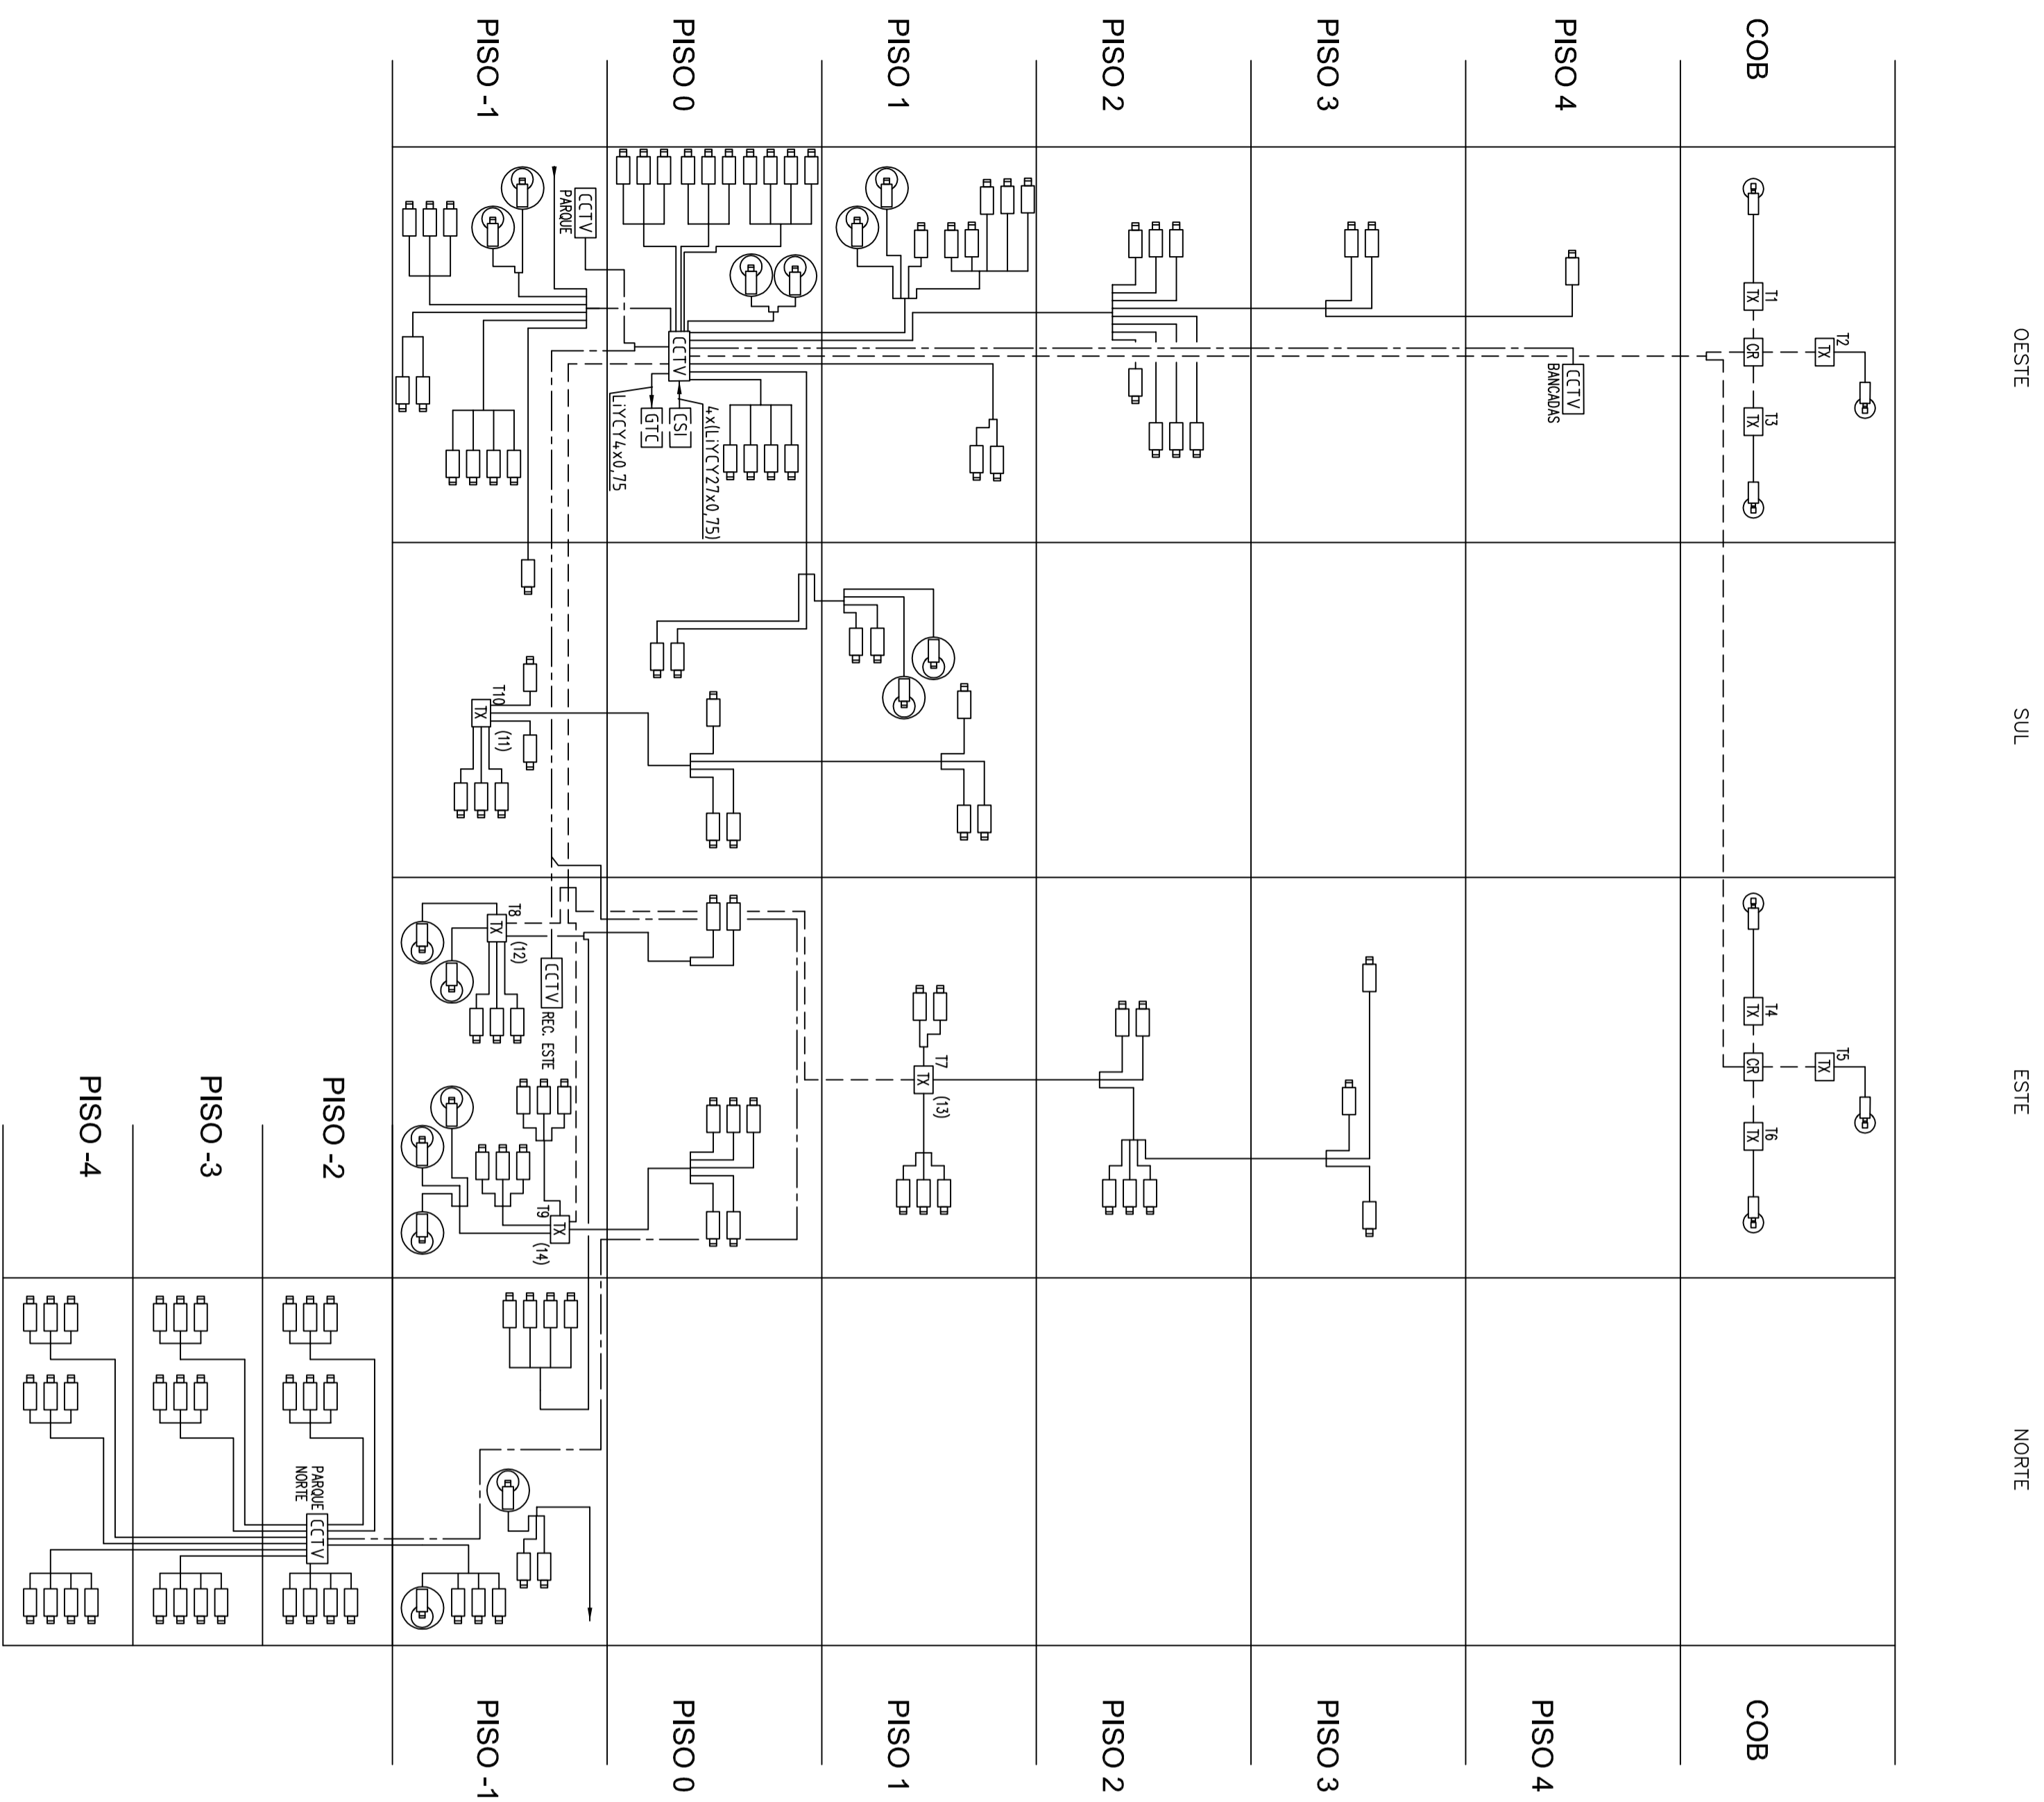 OESTE
SUL
ESTE
NORTE
COB
T1
TX
CR
T2
TX
T3
TX
T4
TX
CR
T5
TX
T6
TX
COB
PISO 4
CCTV
BANCADAS
PISO 4
PISO 3
PISO 3
PISO 2
PISO 2
PISO 1
T7
TX
(13)
PISO 1
PISO 0
CCTV
4x(LiYCY27x0,75)
CSI
GTC
LiYCY4x0,75
PISO 0
PISO -1
CCTV
PARQUE
T10
TX
(11)
T8
TX
(12)
CCTV
REC. ESTE
T9
TX
(14)
PISO -1
PISO -2
PARQUE
NORTE
CCTV
PISO -3
PISO -4